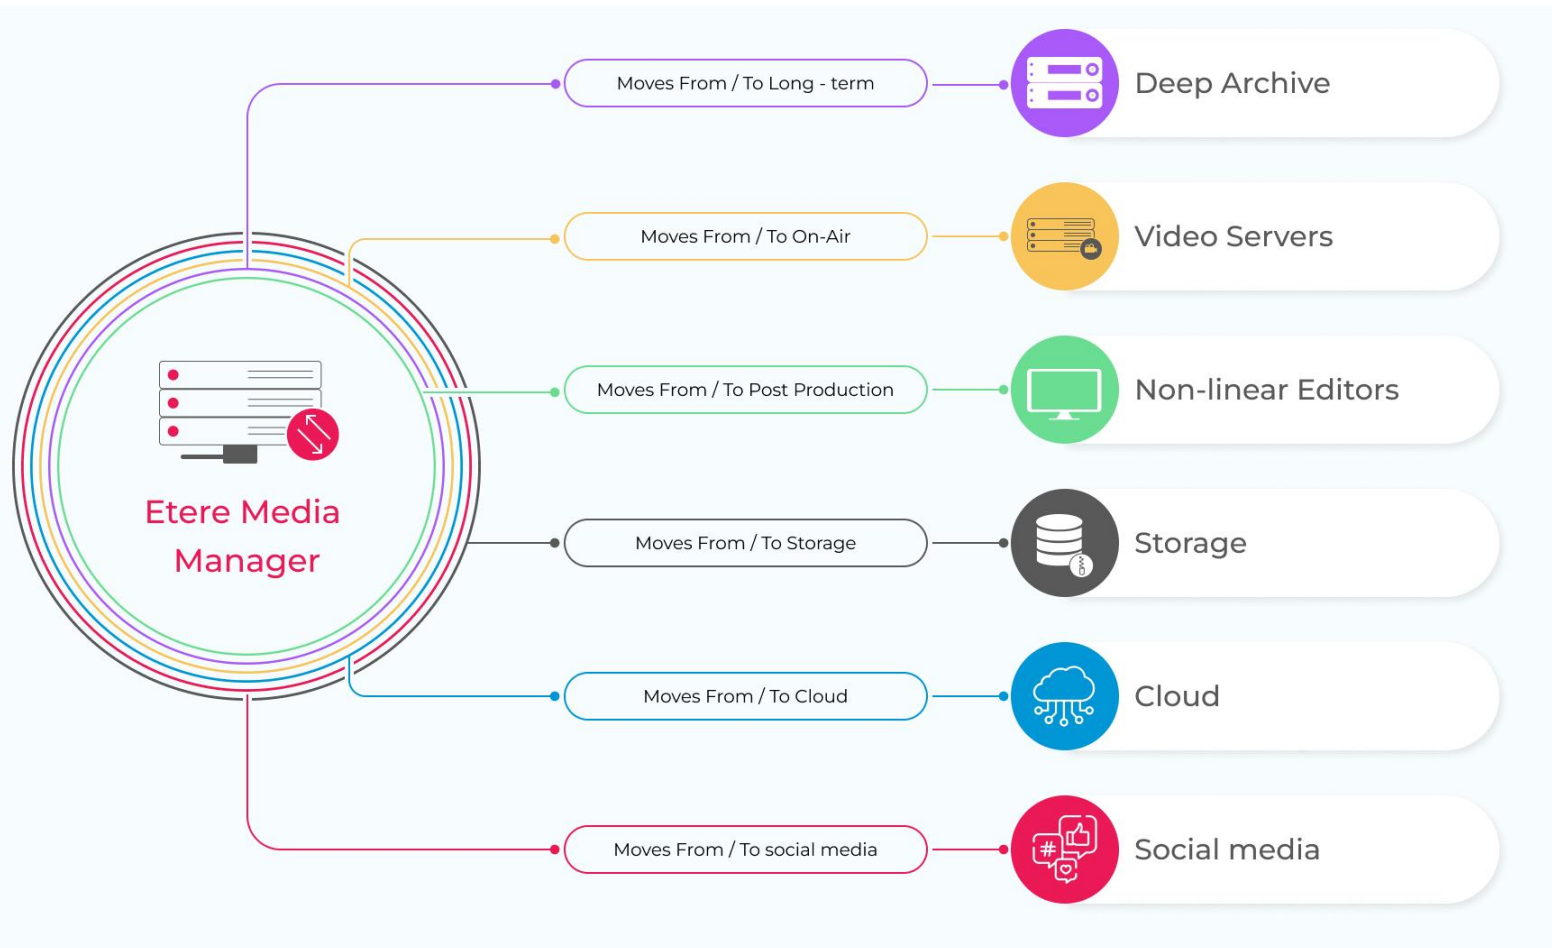 Moves From / To Long - term
Deep Archive
Moves From / To On-Air
Video Servers
Moves From / To Post Production
Non-linear Editors
Etere Media
Manager
Moves From / To Storage
Storage
Moves From / To Cloud
Cloud
Moves From / To social media
Social media
#